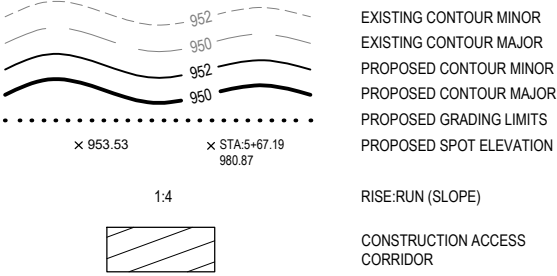 952 EXISTING CONTOUR MINOR
950 EXISTING CONTOUR MAJOR
952 PROPOSED CONTOUR MINOR
950 PROPOSED CONTOUR MAJOR
PROPOSED GRADING LIMITS
× 953.53 × STA:5+67.19 PROPOSED SPOT ELEVATION
980.87
1:4 RISE:RUN (SLOPE)
CONSTRUCTION ACCESS
CORRIDOR